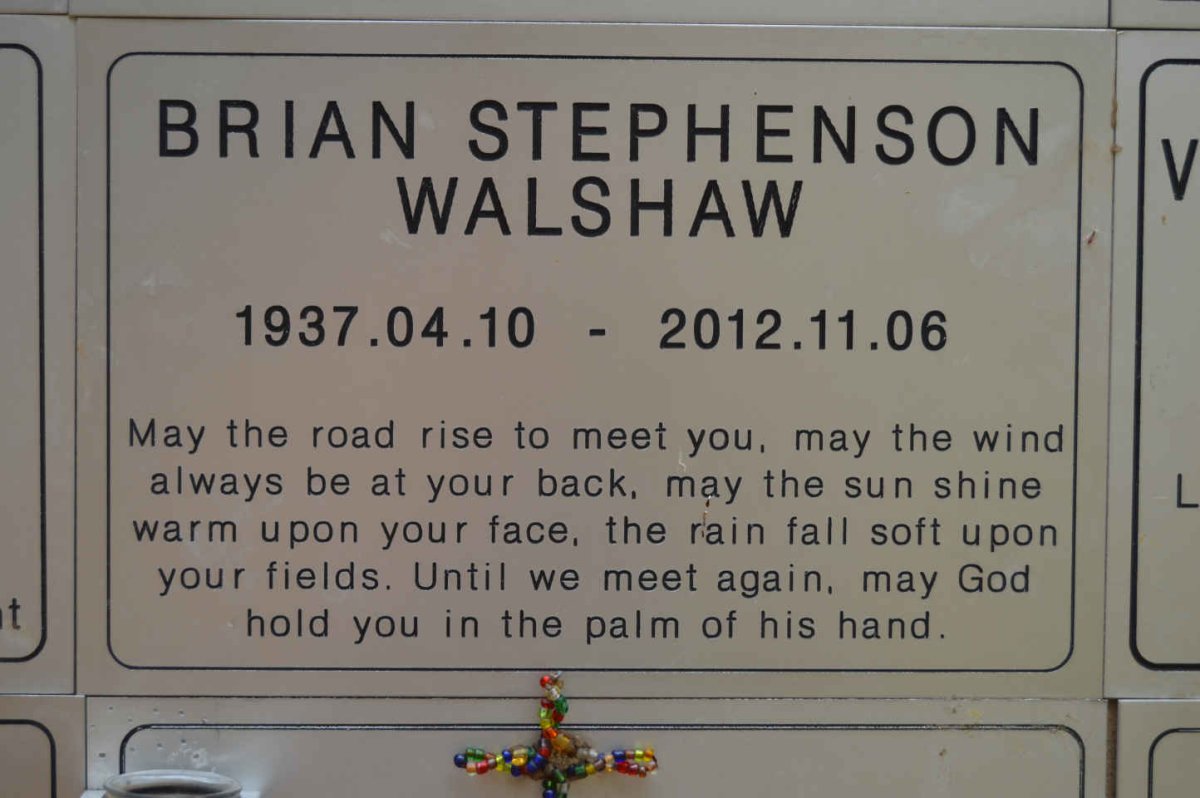 BRIAN STEPHENSON
WALSHAW
1937.04.10 - 2012.11.06
May the road rise to meet you, may the wind
always be at your back, may the sun shine
warm upon your face, the rain fall soft upon
your fields. Until we meet again, may God
hold you in the palm of his hand.